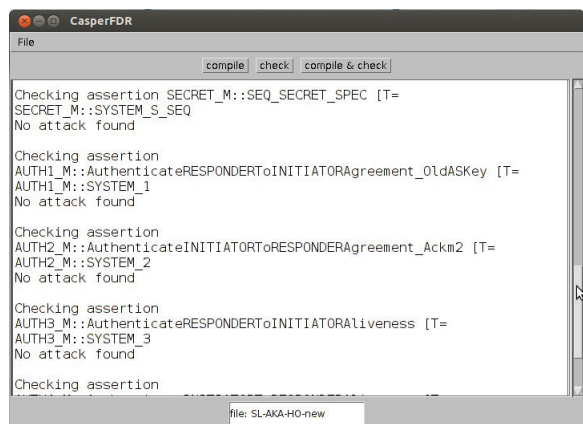 CasperFDR
File
compile check compile & check
Checking assertion SECRET_M::SEQ_SECRET_SPEC [T=
SECRET_M::SYSTEM_S_SEQ
No attack found
Checking assertion
AUTH1_M::AuthenticateRESPONDERToINITIATORAgreement_OldASKey [T=
AUTH1_M::SYSTEM_1
No attack found
Checking assertion
AUTH2_M::AuthenticateINITIATORToRESPONDERAgreement_Ackm2 [T=
AUTH2_M::SYSTEM_2
No attack found
Checking assertion
AUTH3_M::AuthenticateRESPONDERToINITIATORAliveness [T=
AUTH3_M::SYSTEM_3
No attack found
Checking assertion
file: SL-AKA-HO-new